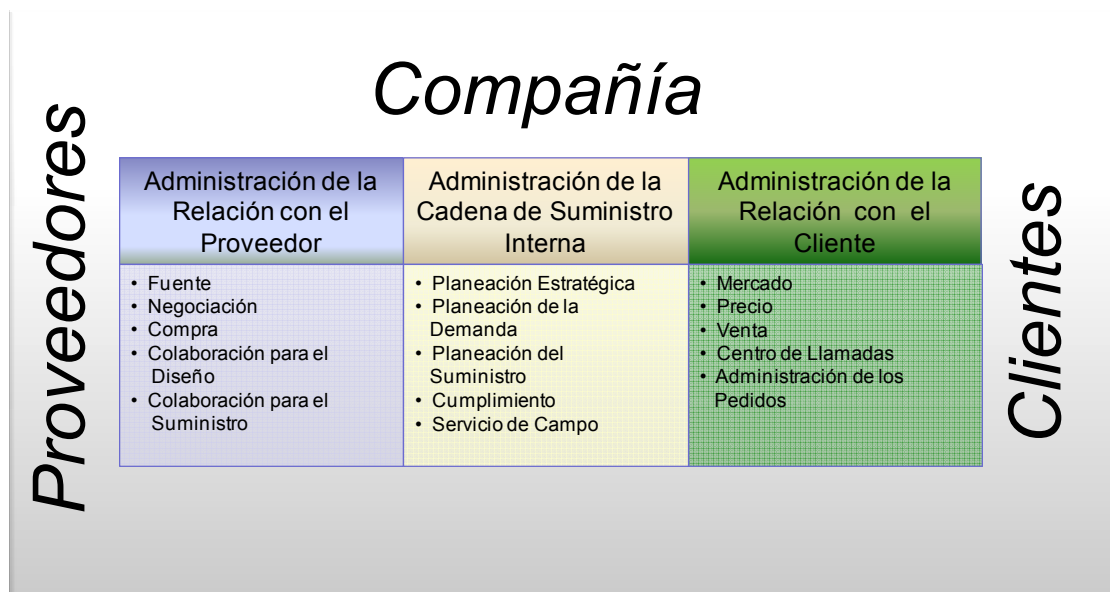 Compañía
Proveedores
Administración de la
Relación con el
Proveedor
• Fuente
• Negociación
• Compra
• Colaboración para el
Diseño
• Colaboración para el
Suministro
Administración de la
Cadena de Suministro
Interna
• Planeación Estratégica
• Planeación de la
Demanda
• Planeación del
Suministro
• Cumplimiento
• Servicio de Campo
Administración de la
Relación con el
Cliente
• Mercado
• Precio
• Venta
• Centro de Llamadas
• Administración de los
Pedidos
Clientes